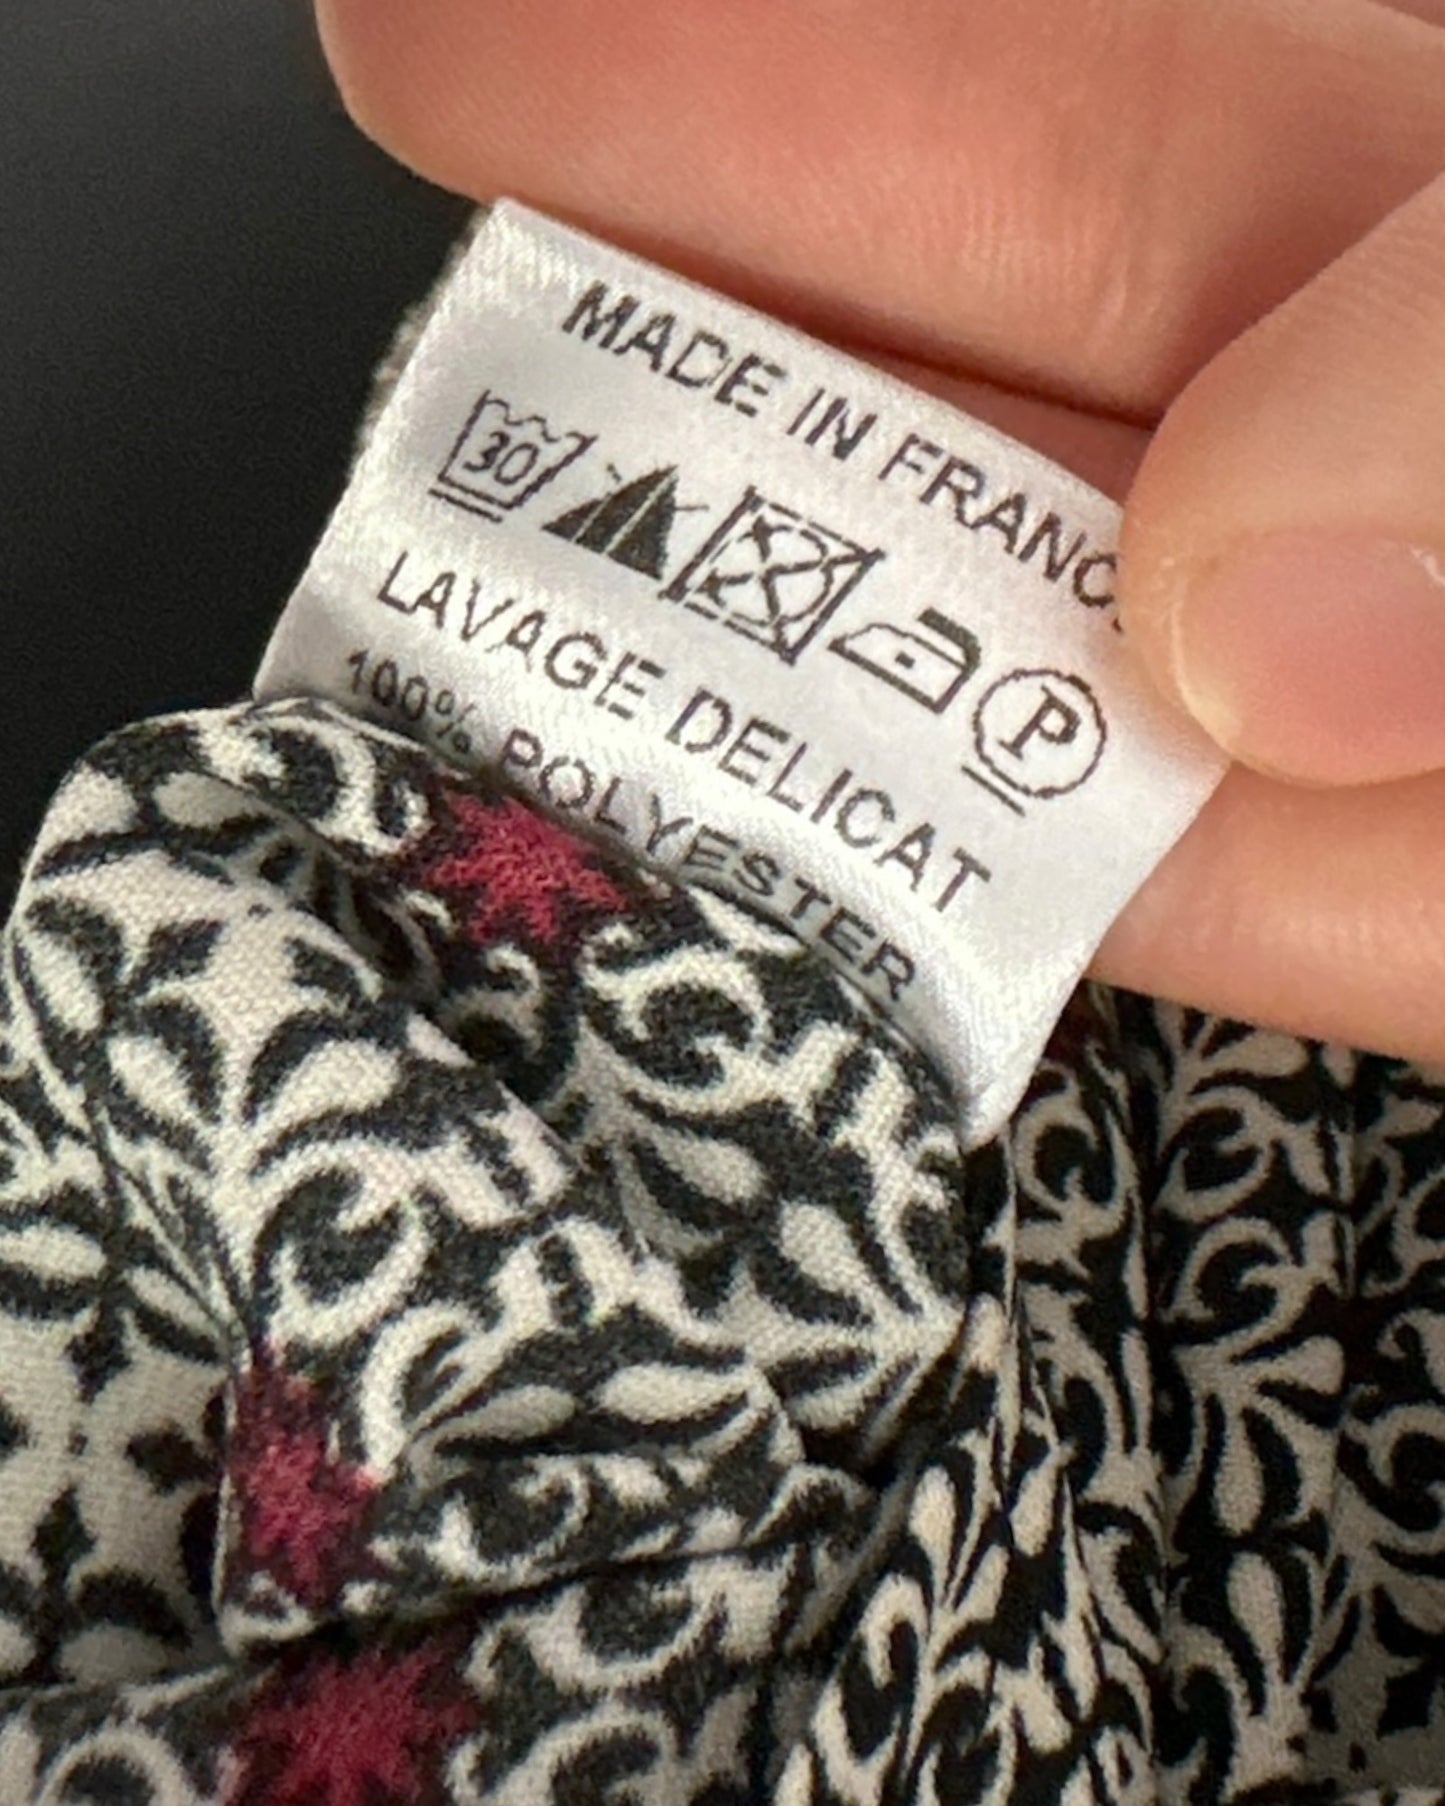 MADE IN FRANC
30
P
LAVAGE DELICAT
100% POLYESTER